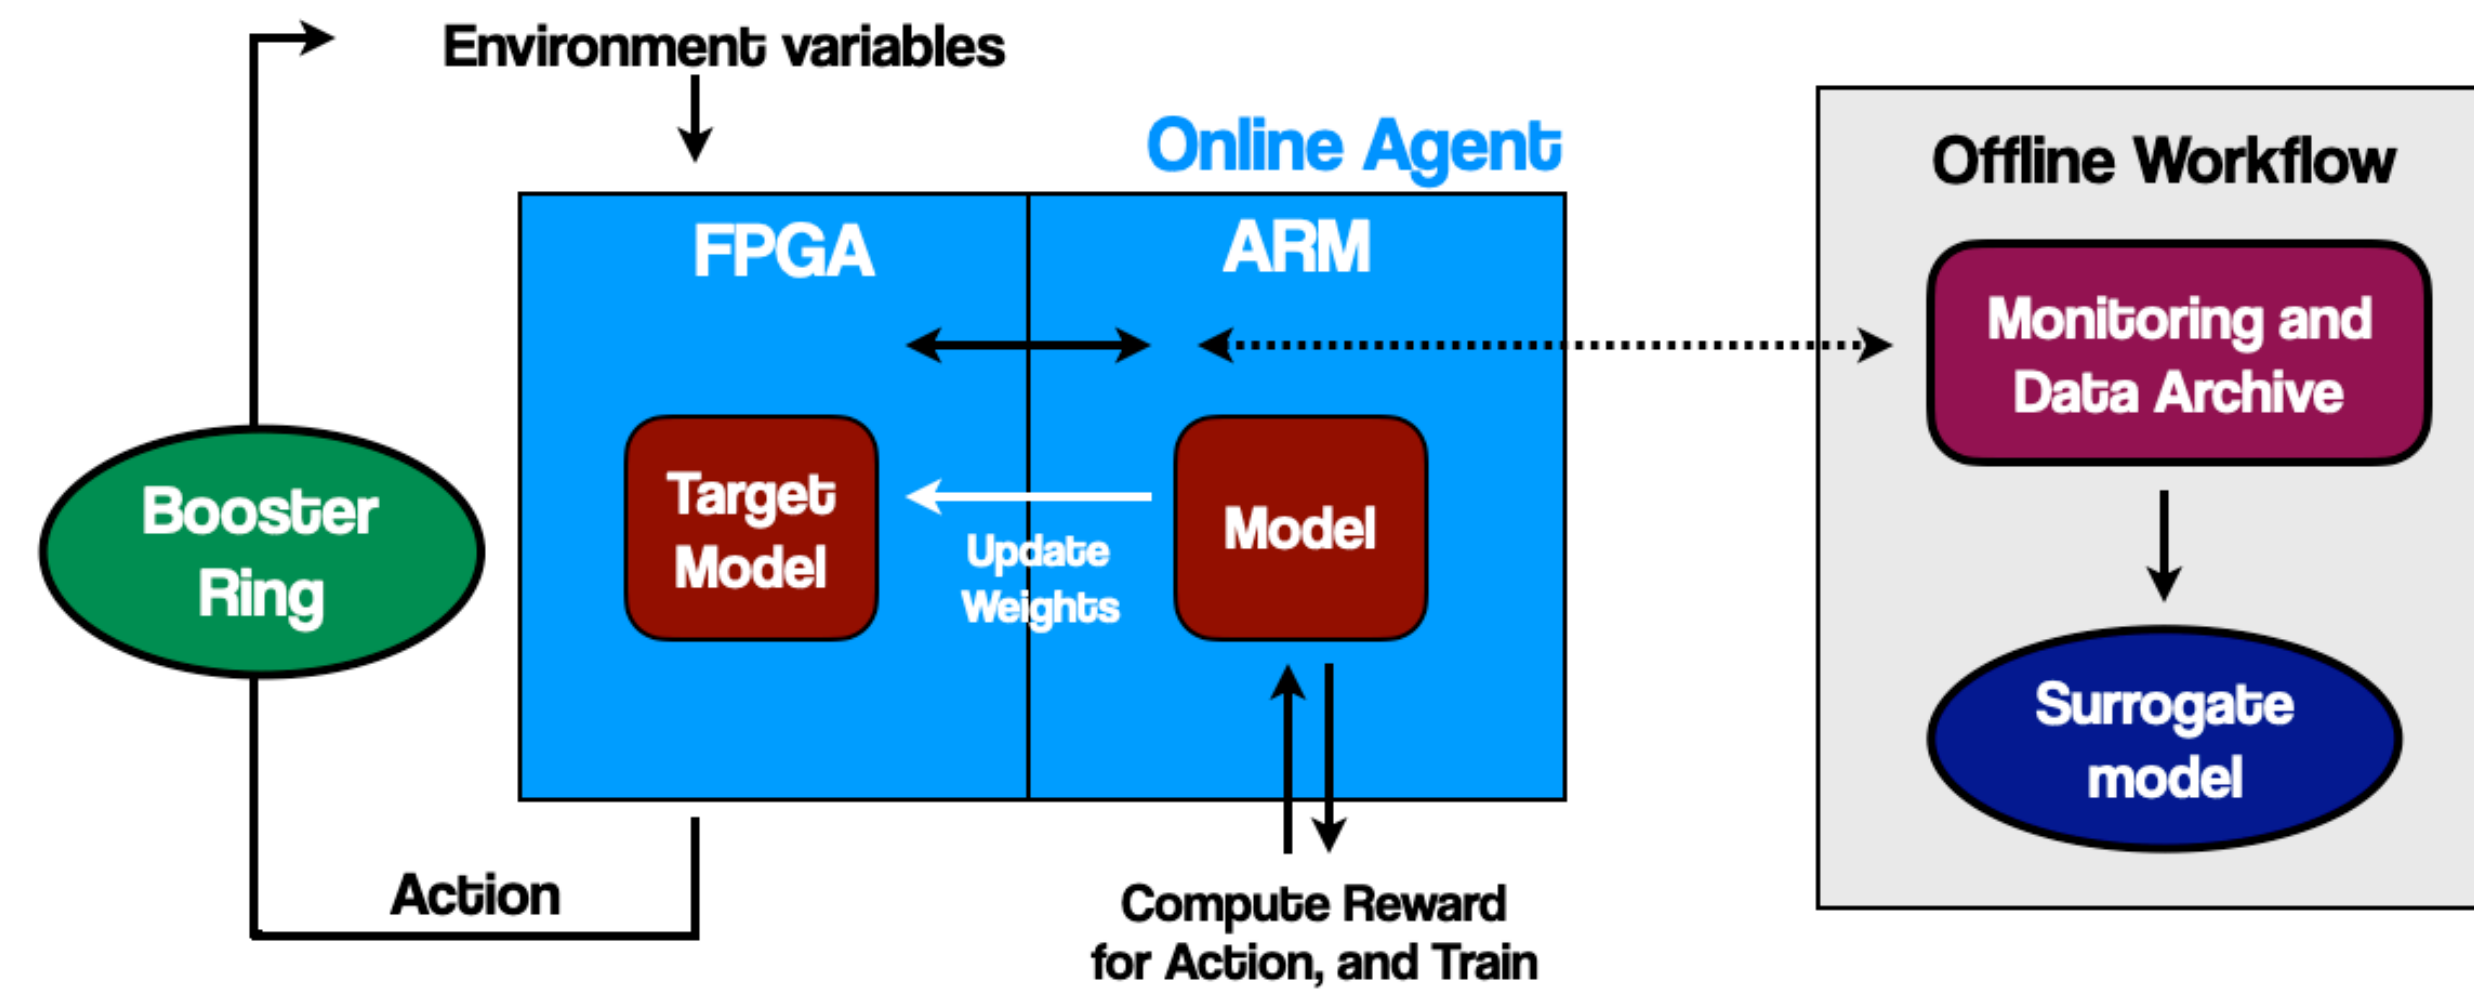 Environment variables
Online Agent
FPGA
ARM
Target
Model
Update
Weights
Model
Booster
Ring
Action
Compute Reward
for Action, and Train
Offline Workflow
Monitoring and
Data Archive
Surrogate
model